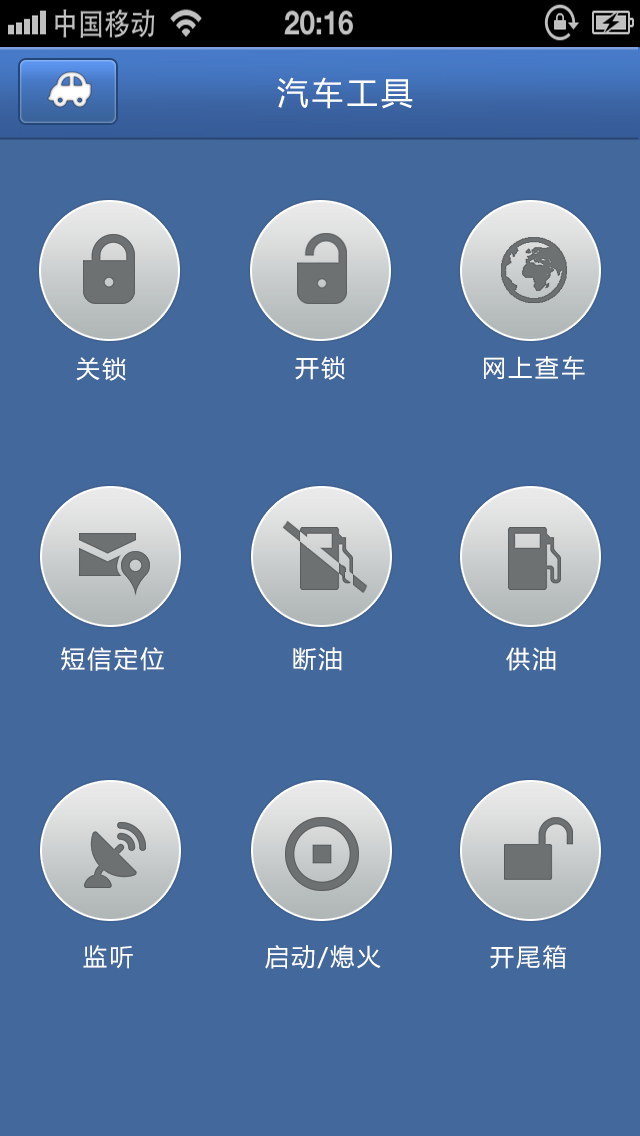 中国移动 20:16
汽车工具
关锁 开锁 网上查车
短信定位 断油 供油
监听 启动/熄火 开尾箱